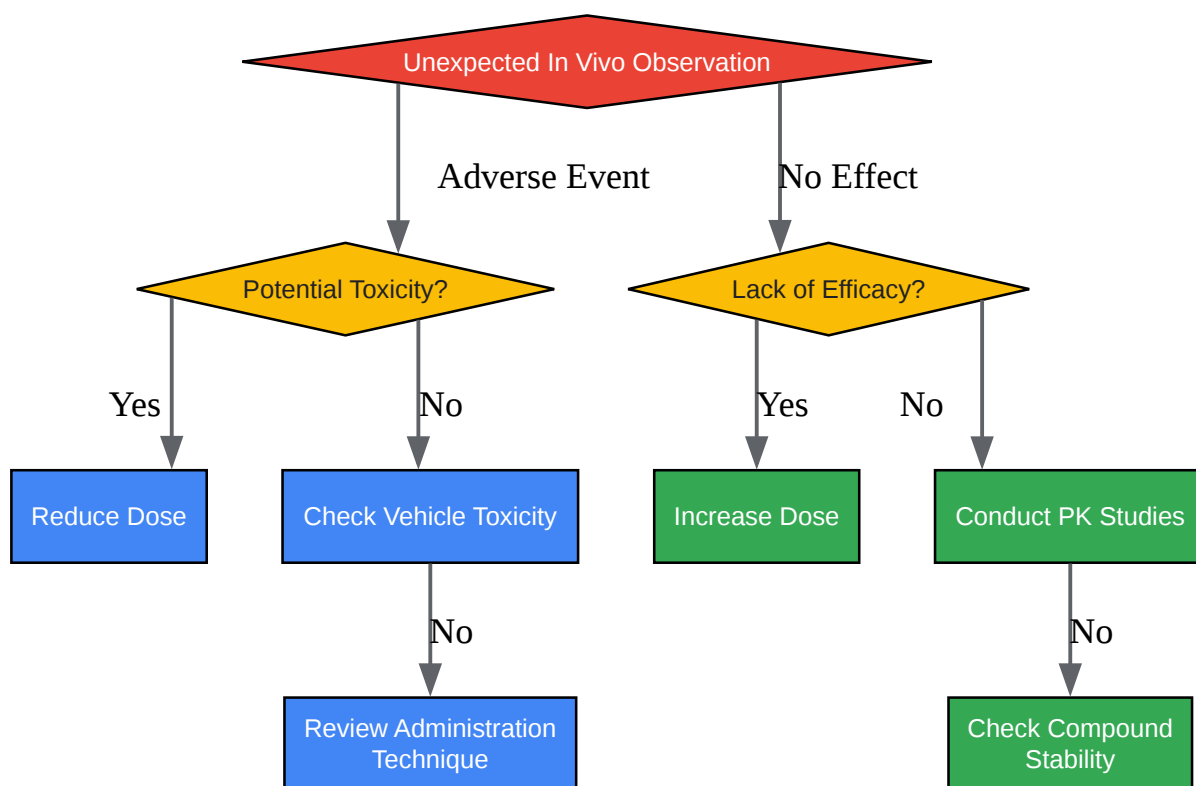 Unexpected In Vivo Observation
Adverse Event
No Effect
Potential Toxicity?
Lack of Efficacy?
Yes
No
Yes
No
Reduce Dose
Check Vehicle Toxicity
Increase Dose
Conduct PK Studies
No
No
Review Administration
Technique
Check Compound
Stability